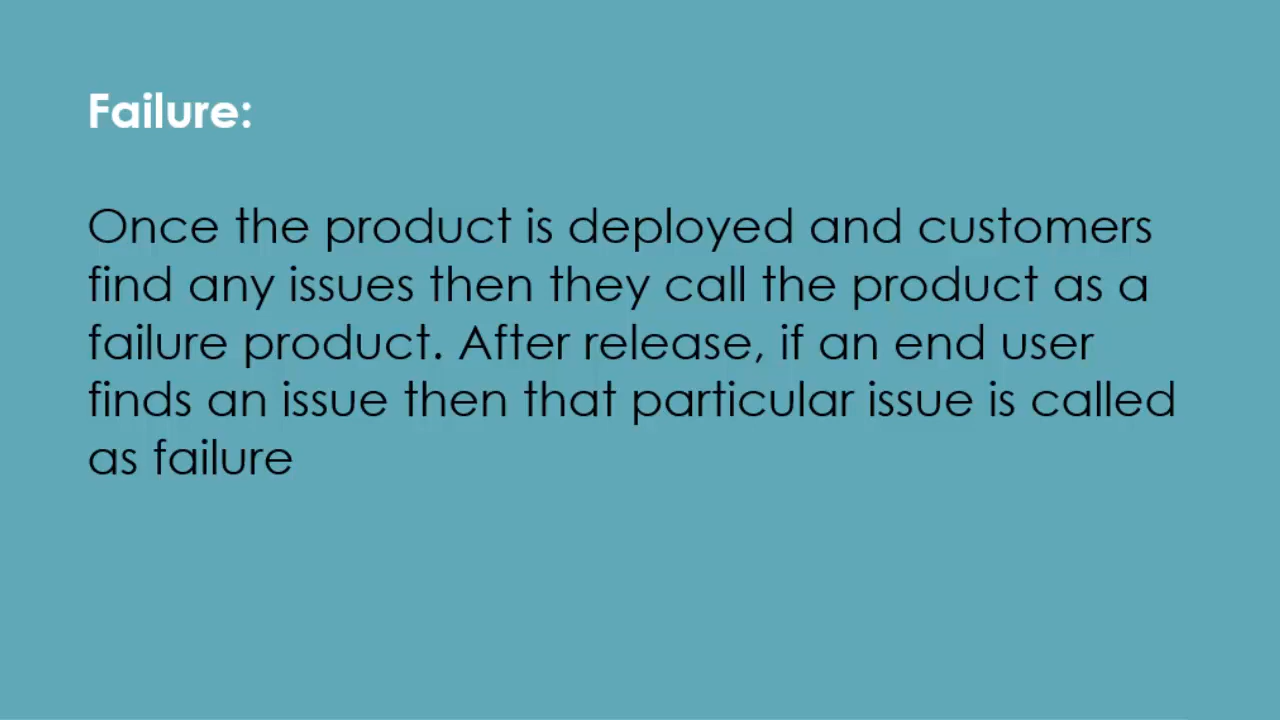 Failure:
Once the product is deployed and customers
find any issues then they call the product as a
failure product. After release, if an end user
finds an issue then that particular issue is called
as failure